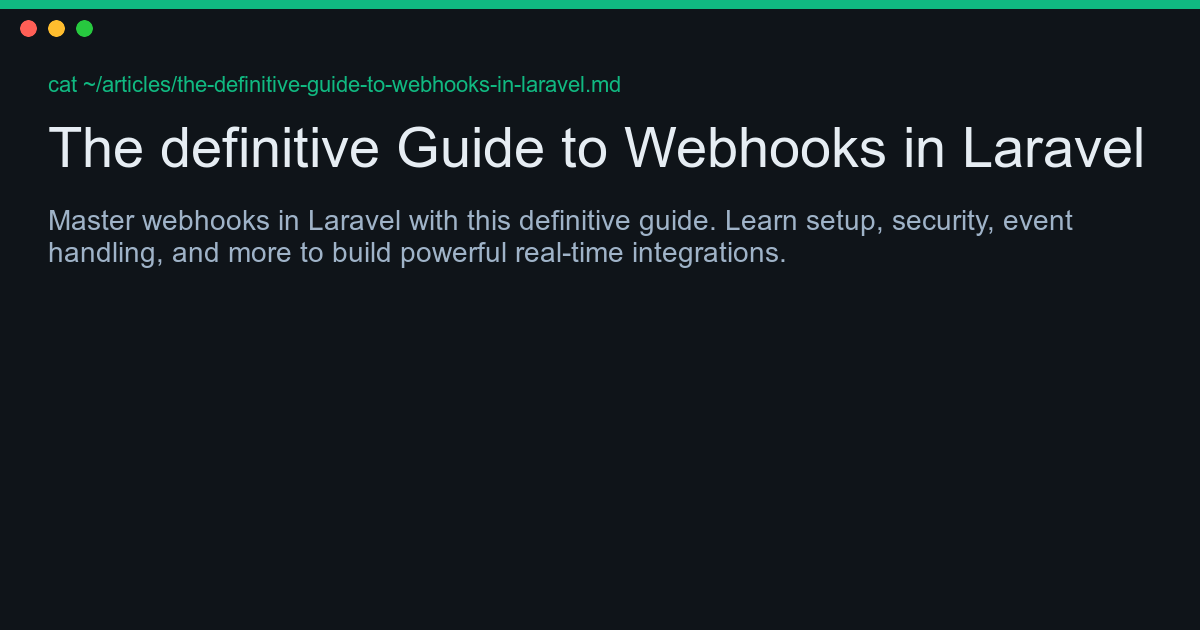 cat ~/articles/the-definitive-guide-to-webhooks-in-laravel.md
The definitive Guide to Webhooks in Laravel
Master webhooks in Laravel with this definitive guide. Learn setup, security, event
handling, and more to build powerful real-time integrations.